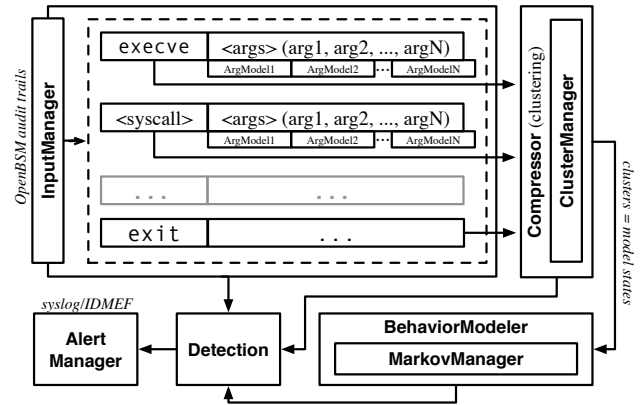 OpenBSM audit trails
InputManager
execve
<args> (arg1, arg2, ..., argN)
ArgModel1
ArgModel2
...
ArgModelN
<syscall>
<args> (arg1, arg2, ..., argN)
ArgModel1
ArgModel2
...
ArgModelN
...
...
exit
...
Compressor (clustering)
ClusterManager
clusters = model states
syslog/IDMEF
Alert
Manager
Detection
BehaviorModeler
MarkovManager